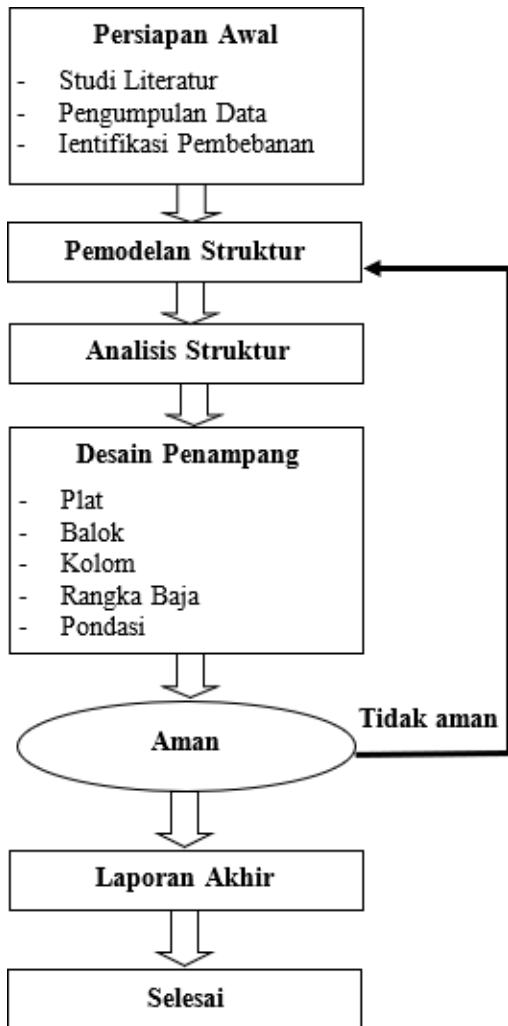 Persiapan Awal
- Studi Literatur
- Pengumpulan Data
- Ientifikasi Pembebanan
Pemodelan Struktur
Analisis Struktur
Desain Penampang
- Plat
- Balok
- Kolom
- Rangka Baja
- Pondasi
Tidak aman
Aman
Laporan Akhir
Selesai